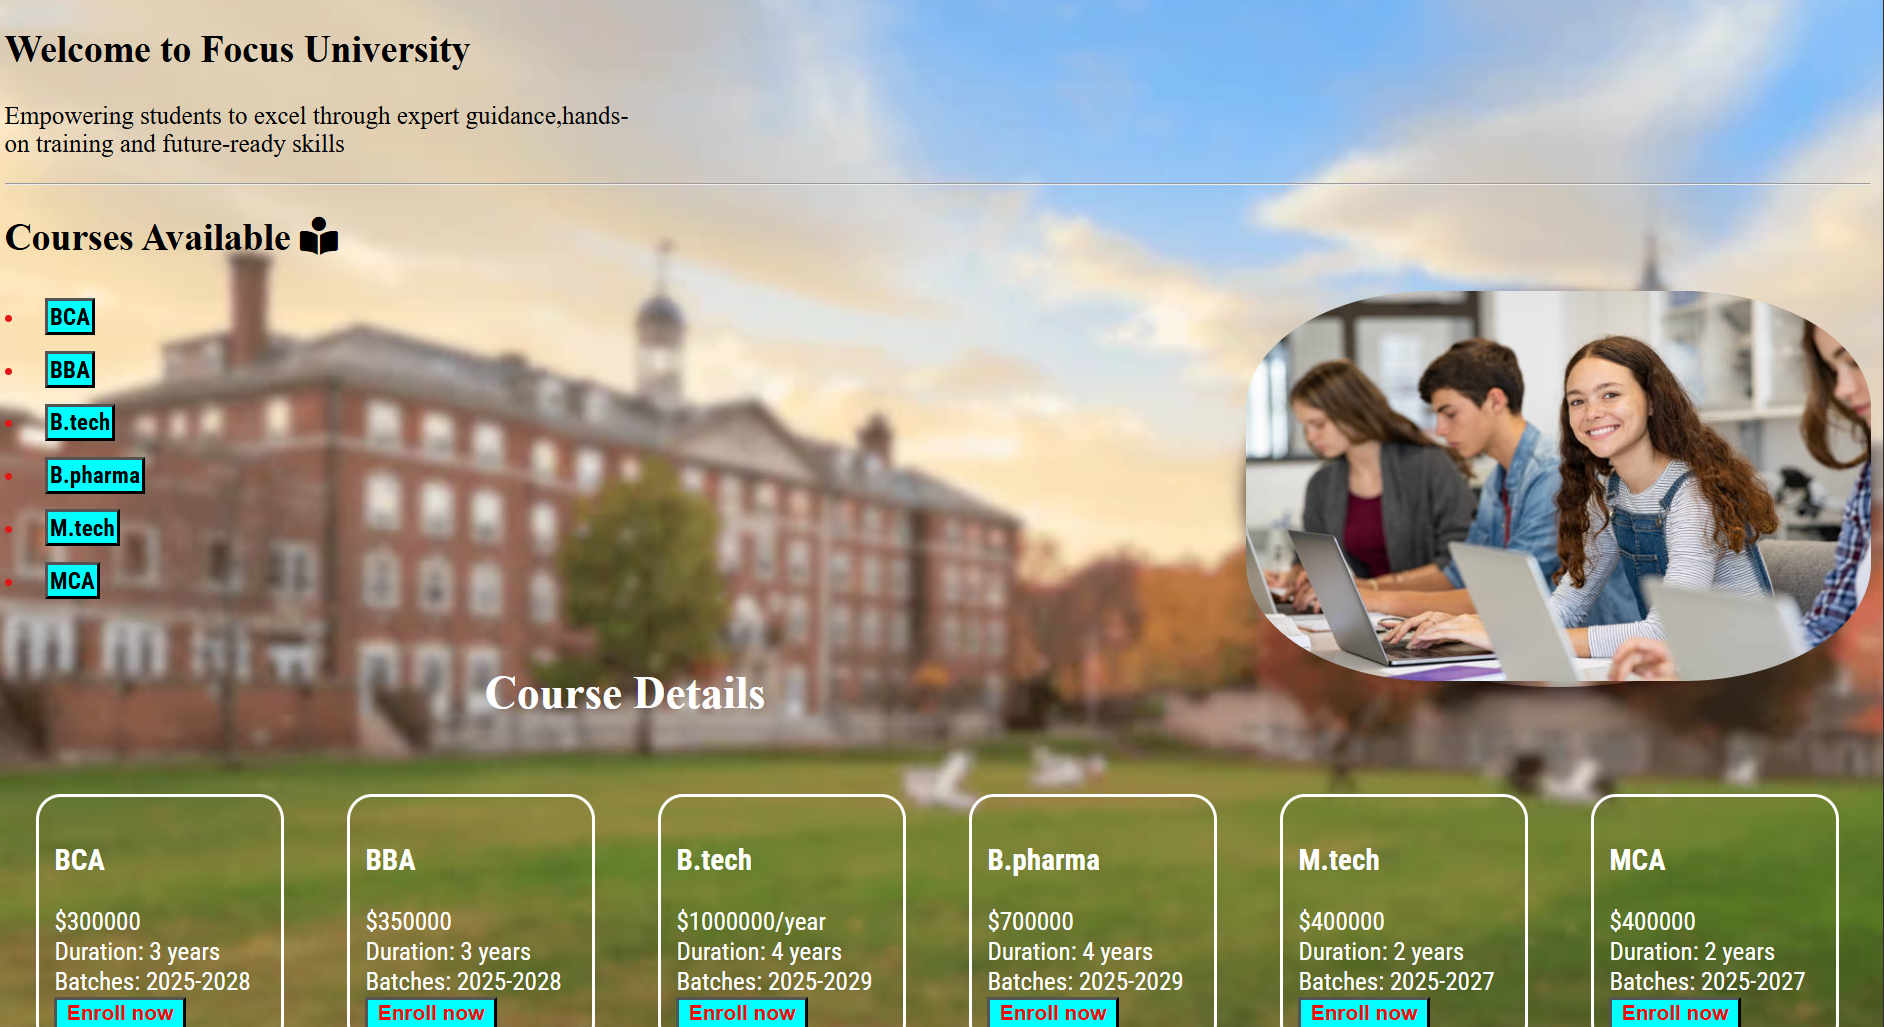 Welcome to Focus University
Empowering students to excel through expert guidance,hands-
on training and future-ready skills
Courses Available
BCA
BBA
B.tech
B.pharma
M.tech
MCA
Course Details
BCA
$300000
Duration: 3 years
Batches: 2025-2028
Enroll now
BBA
$350000
Duration: 3 years
Batches: 2025-2028
Enroll now
B.tech
$1000000/year
Duration: 4 years
Batches: 2025-2029
Enroll now
B.pharma
$700000
Duration: 4 years
Batches: 2025-2029
Enroll now
M.tech
$400000
Duration: 2 years
Batches: 2025-2027
Enroll now
MCA
$400000
Duration: 2 years
Batches: 2025-2027
Enroll now